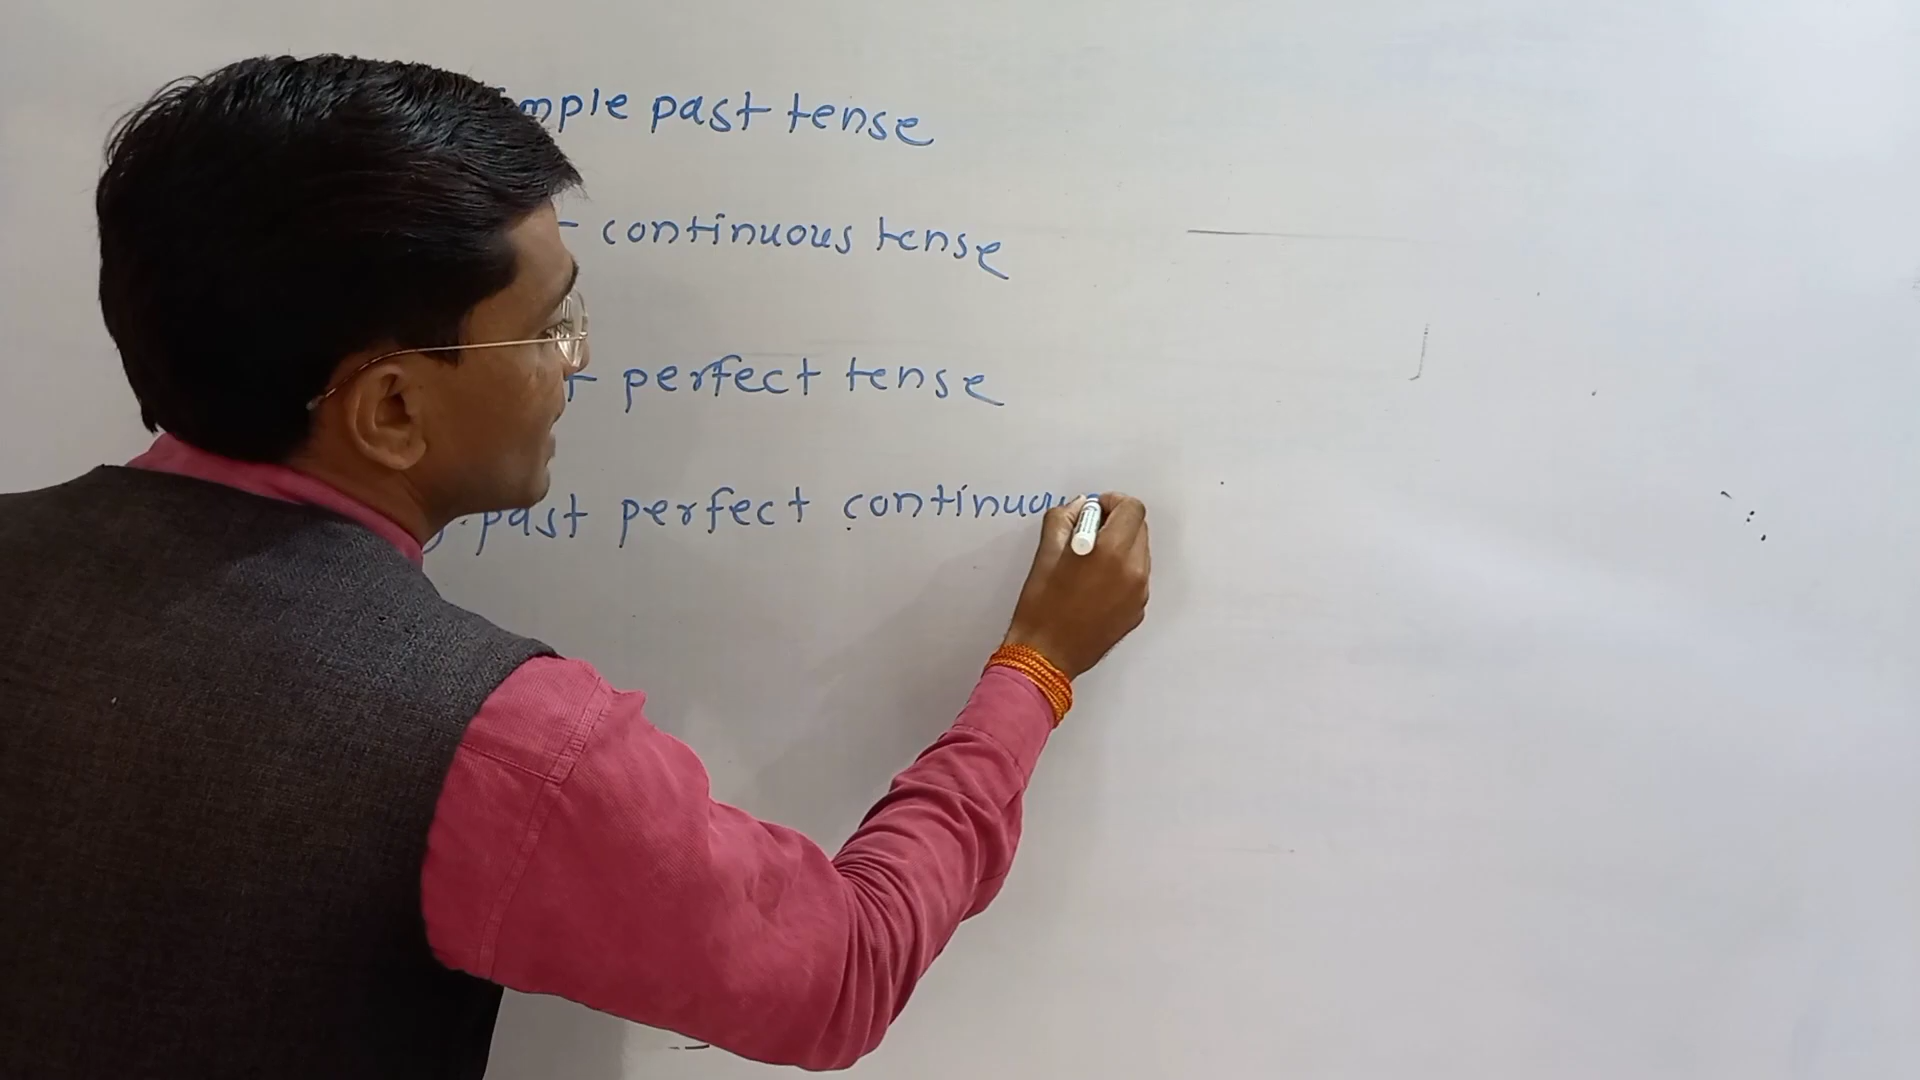 mple past tense
continuous tense
perfect tense
past perfect continuou